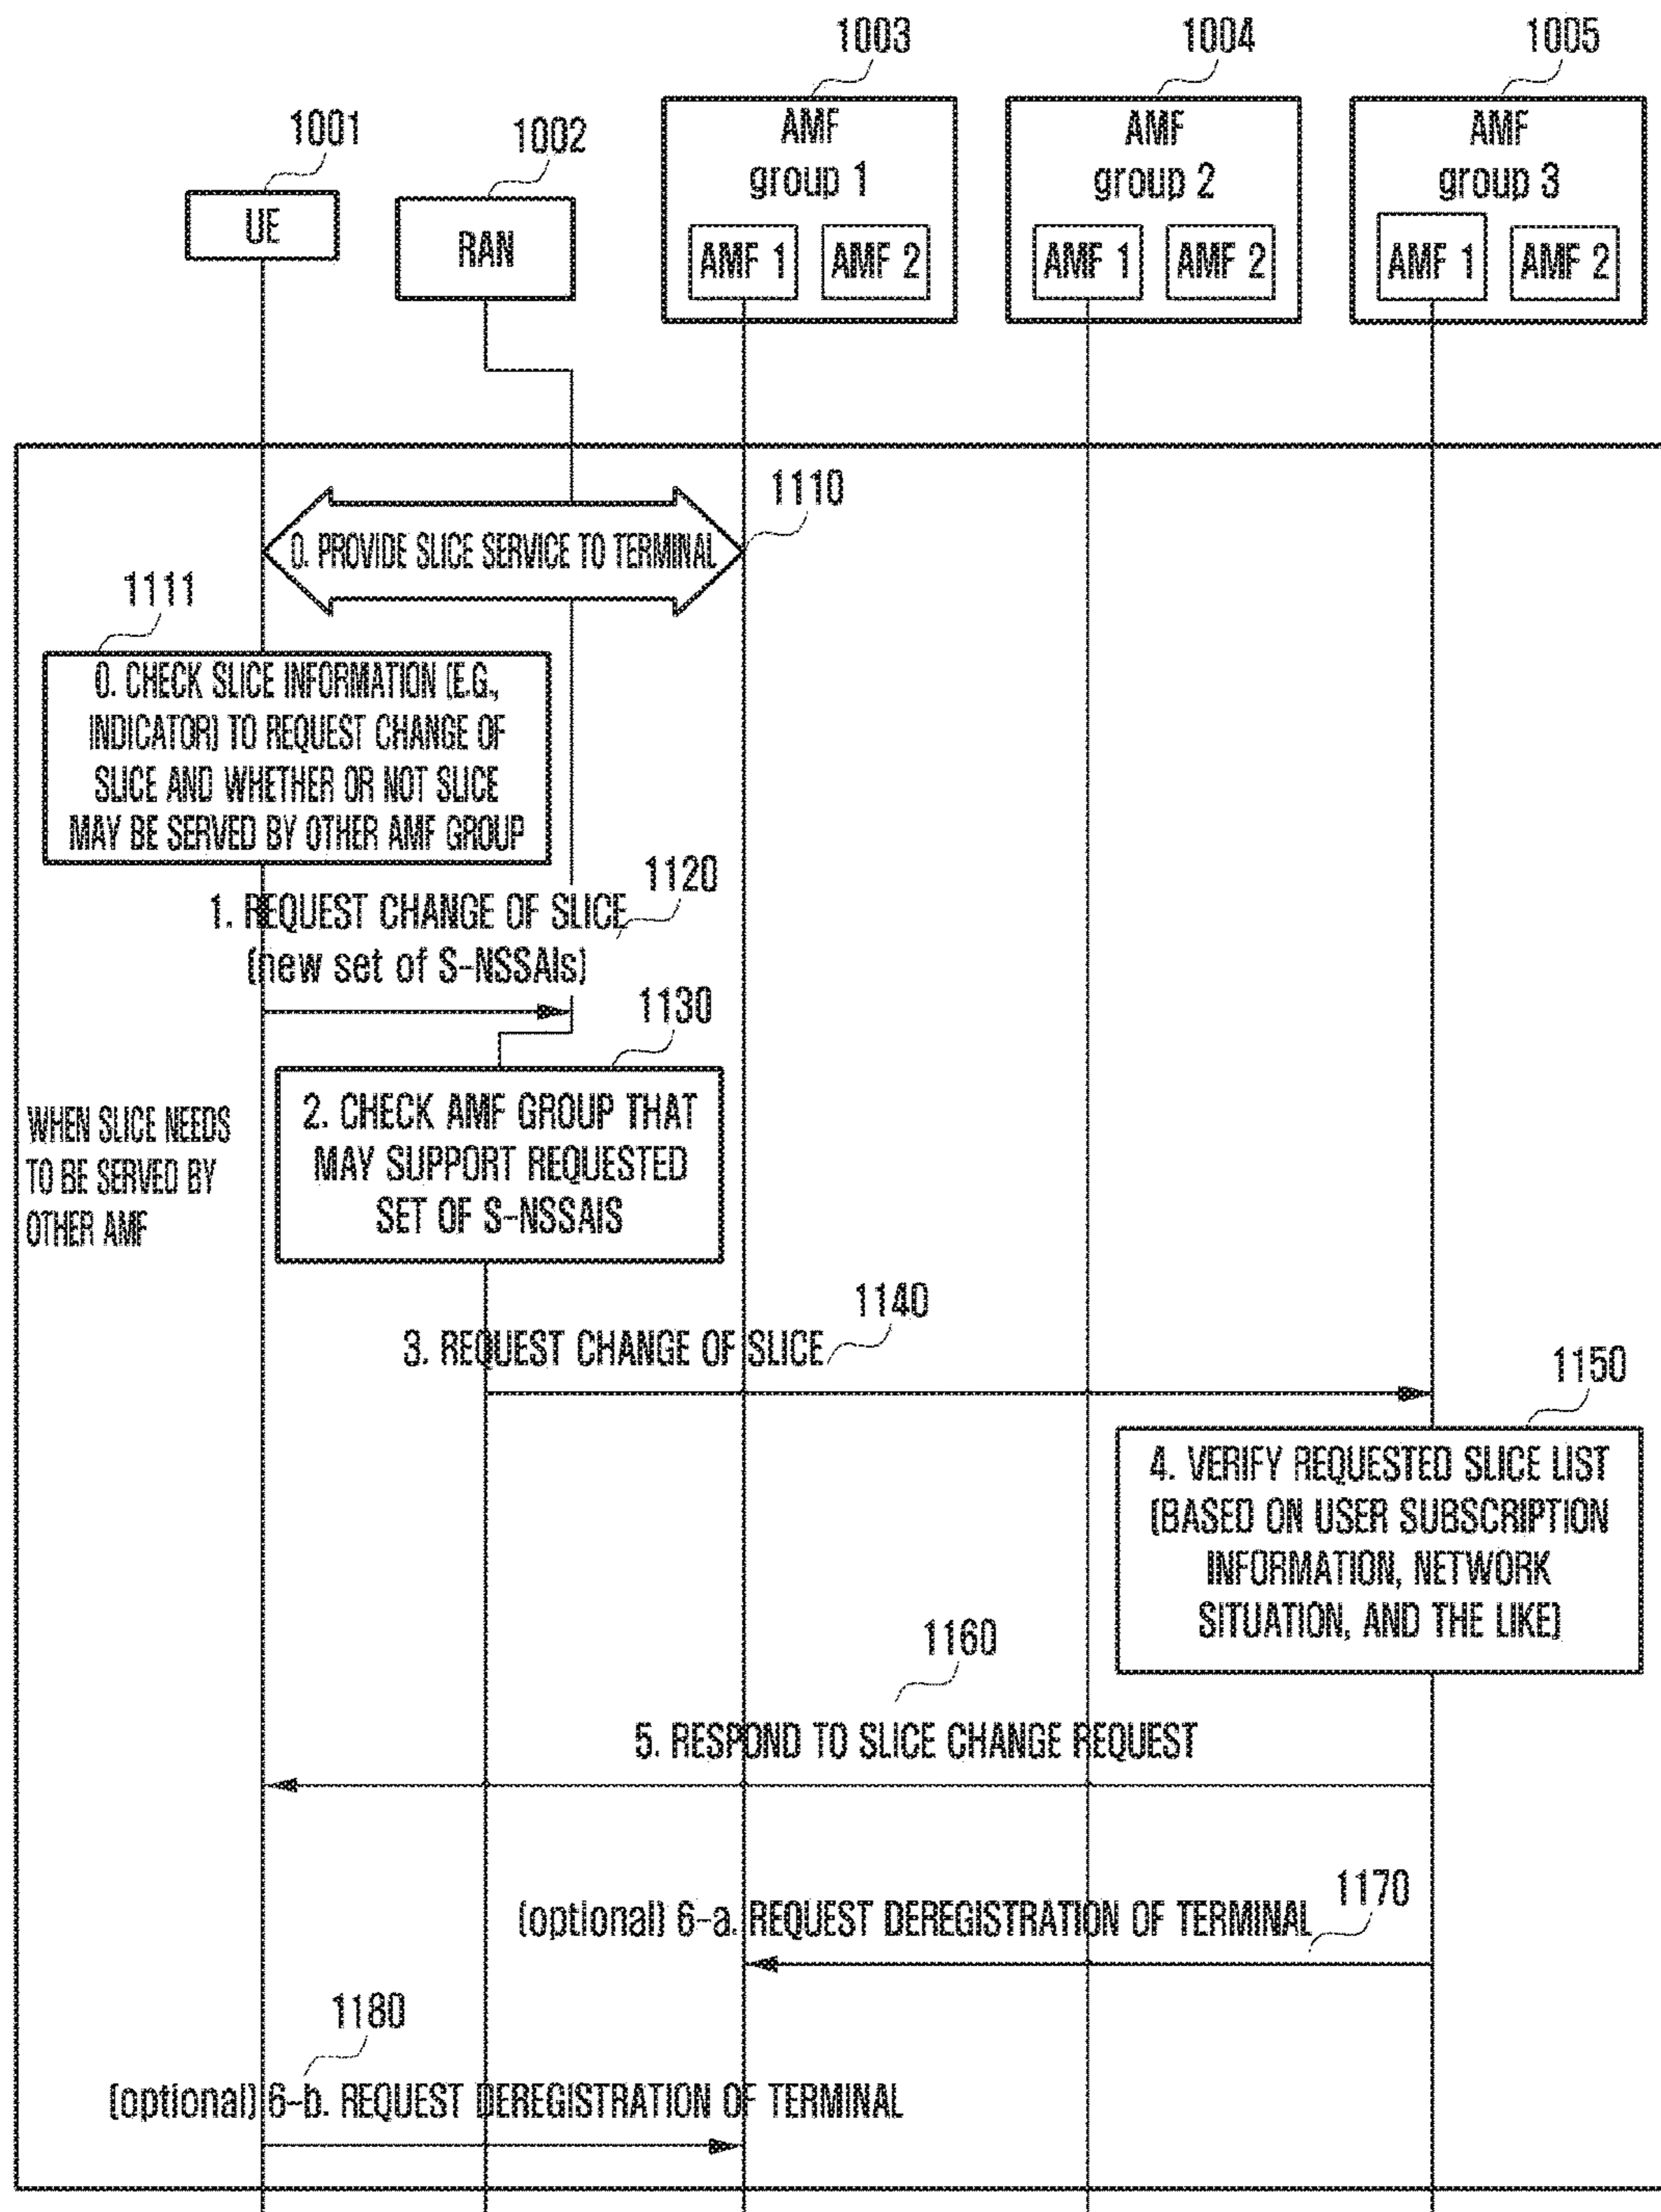 1003
1004
1005
1001
1002
AMF
group 1
AMF 1
AMF 2
AMF
group 2
AMF 1
AMF 2
AMF
group 3
AMF 1
AMF 2
UE
RAN
1110
0. PROVIDE SLICE SERVICE TO TERMINAL
1111
0. CHECK SLICE INFORMATION (E.G.,
INDICATOR) TO REQUEST CHANGE OF
SLICE AND WHETHER OR NOT SLICE
MAY BE SERVED BY OTHER AMF GROUP
1120
1. REQUEST CHANGE OF SLICE
(new set of S-NSSAIs)
1130
2. CHECK AMF GROUP THAT
MAY SUPPORT REQUESTED
SET OF S-NSSAIS
WHEN SLICE NEEDS
TO BE SERVED BY
OTHER AMF
1140
3. REQUEST CHANGE OF SLICE
1150
4. VERIFY REQUESTED SLICE LIST
(BASED ON USER SUBSCRIPTION
INFORMATION, NETWORK
SITUATION, AND THE LIKE)
1160
5. RESPOND TO SLICE CHANGE REQUEST
1170
(optional) 6-a. REQUEST DEREGISTRATION OF TERMINAL
1180
(optional) 6-b. REQUEST DEREGISTRATION OF TERMINAL